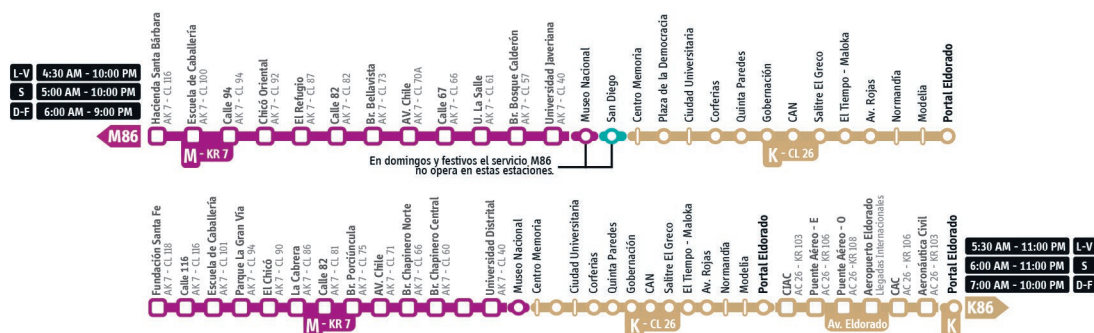 L-V 4:30 AM - 10:00 PM
S 5:00 AM - 10:00 PM
D-F 6:00 AM - 9:00 PM
M86
Hacienda Santa Bárbara
AK 7 - CL 116
Escuela de Caballería
AK 7 - CL 100
Calle 94
AK 7 - CL 94
Chicó Oriental
AK 7 - CL 92
El Refugio
AK 7 - CL 87
Calle 82
AK 7 - CL 82
Br. Bellavista
AK 7 - CL 73
AV. Chile
AK 7 - CL 70A
Calle 67
AK 7 - CL 66
U. La Salle
AK 7 - CL 61
Br. Bosque Calderón
AK 7 - CL 57
Universidad Javeriana
AK 7 - CL 40
Museo Nacional
San Diego
Centro Memoria
Plaza de la Democracia
Ciudad Universitaria
Corferias
Quinta Paredes
Gobernación
CAN
Salitre El Greco
El Tiempo - Maloka
Av. Rojas
Normandía
Modelia
Portal Eldorado
M - KR 7
K - CL 26
En domingos y festivos el servicio M86
no opera en estas estaciones.
Fundación Santa Fe
AK 7 - CL 118
Calle 116
AK 7 - CL 116
Escuela de Caballería
AK 7 - CL 101
Parque La Gran Vía
AK 7 - CL 94
El Chicó
AK 7 - CL 90
La Cabrera
AK 7 - CL 86
Calle 82
AK 7 - CL 81
Br. Porciúncula
AK 7 - CL 75
AV. Chile
AK 7 - CL 71
Br. Chapinero Norte
AK 7 - CL 66
Br. Chapinero Central
AK 7 - CL 60
Universidad Distrital
AK 7 - CL 40
Museo Nacional
Centro Memoria
Ciudad Universitaria
Corferias
Quinta Paredes
Gobernación
CAN
Salitre El Greco
El Tiempo - Maloka
Av. Rojas
Normandía
Modelia
Portal Eldorado
CIAC
AC 26 - KR 103
Puente Aéreo - E
AC 26 - KR 106
Puente Aéreo - O
AC 26 - KR 108
Aeropuerto Eldorado
Llegadas Internacionales
CAC
AC 26 - KR 106
Aeronáutica Civil
AC 26 - KR 103
Portal Eldorado
M - KR 7
K - CL 26
Av. Eldorado
K
K86
5:30 AM - 11:00 PM L-V
6:00 AM - 11:00 PM S
7:00 AM - 10:00 PM D-F